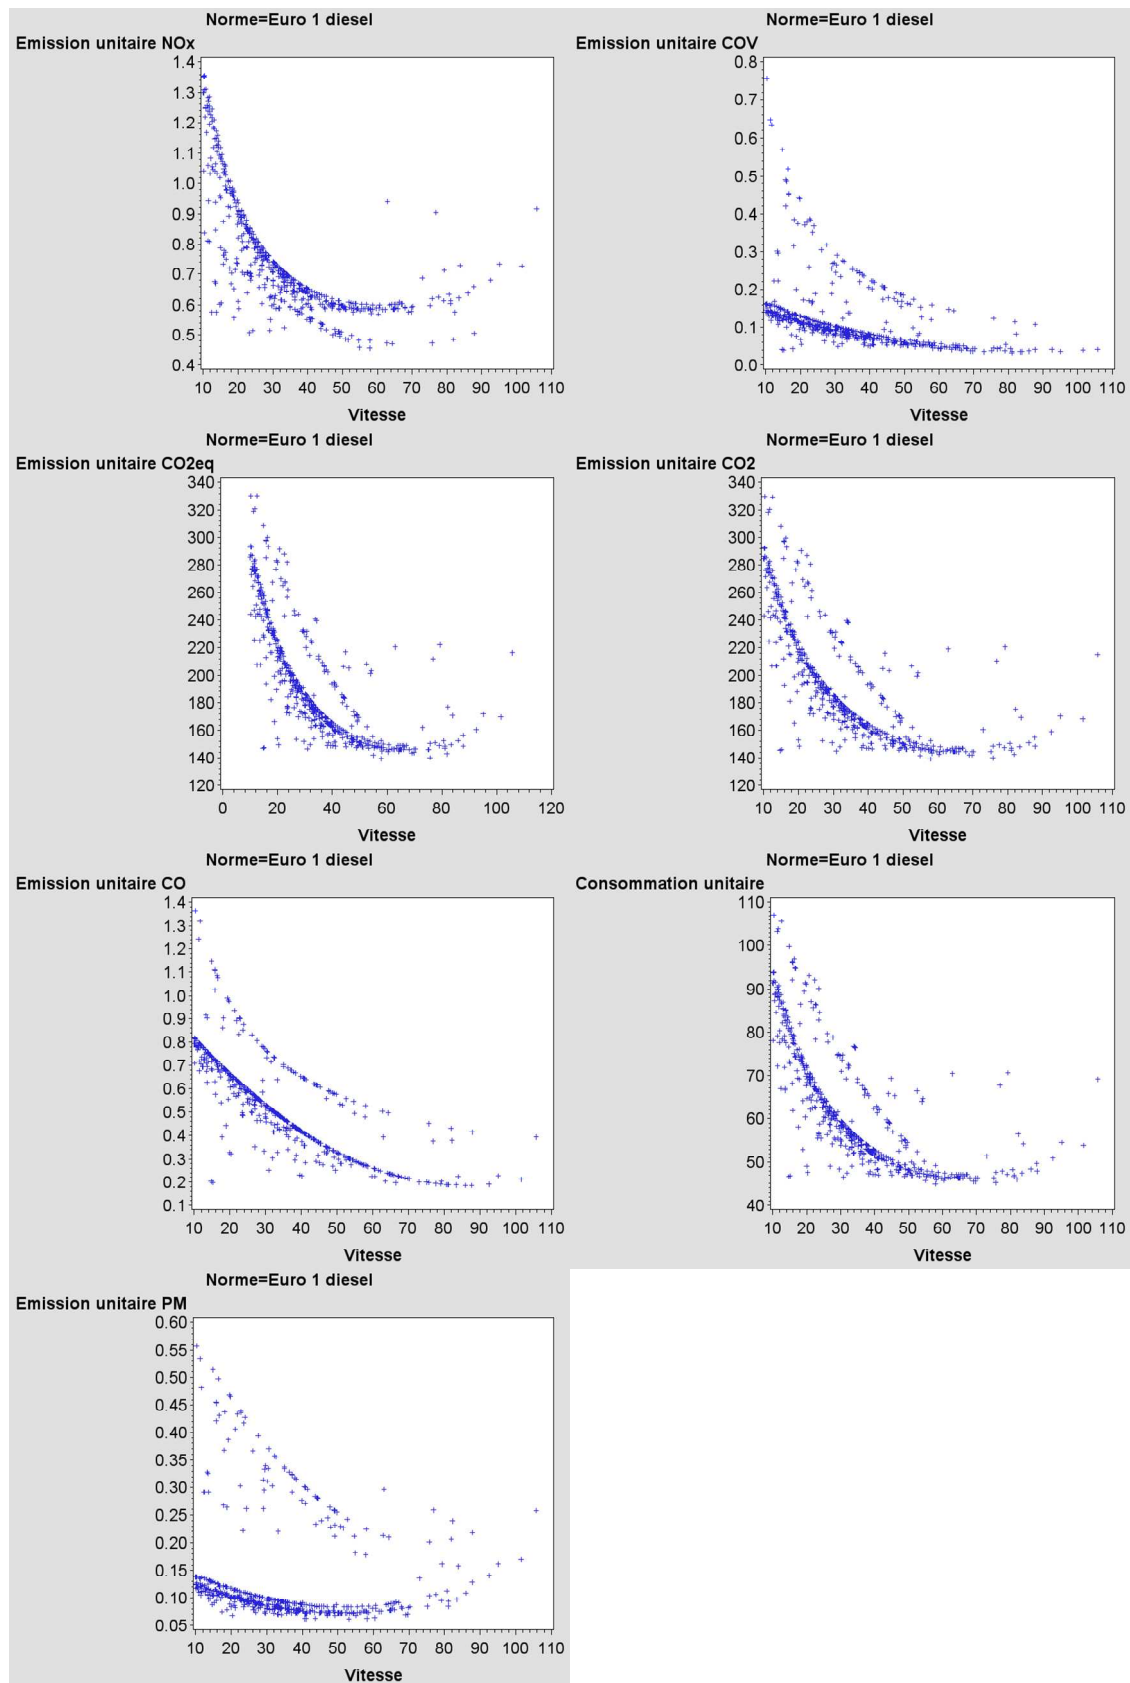 Norme=Euro 1 diesel
Emission unitaire NOx
1.4
1.3
1.2
1.1
1.0
0.9
0.8
0.7
0.6
0.5
0.4
10 20 30 40 50 60 70 80 90 100 110
Vitesse
Norme=Euro 1 diesel
Emission unitaire COV
0.8
0.7
0.6
0.5
0.4
0.3
0.2
0.1
0.0
10 20 30 40 50 60 70 80 90 100 110
Vitesse
Norme=Euro 1 diesel
Emission unitaire CO2eq
340
320
300
280
260
240
220
200
180
160
140
120
0 20 40 60 80 100 120
Vitesse
Norme=Euro 1 diesel
Emission unitaire CO2
340
320
300
280
260
240
220
200
180
160
140
120
10 20 30 40 50 60 70 80 90 100 110
Vitesse
Norme=Euro 1 diesel
Emission unitaire CO
1.4
1.3
1.2
1.1
1.0
0.9
0.8
0.7
0.6
0.5
0.4
0.3
0.2
0.1
10 20 30 40 50 60 70 80 90 100 110
Vitesse
Norme=Euro 1 diesel
Consommation unitaire
110
100
90
80
70
60
50
40
10 20 30 40 50 60 70 80 90 100 110
Vitesse
Norme=Euro 1 diesel
Emission unitaire PM
0.60
0.55
0.50
0.45
0.40
0.35
0.30
0.25
0.20
0.15
0.10
0.05
10 20 30 40 50 60 70 80 90 100 110
Vitesse